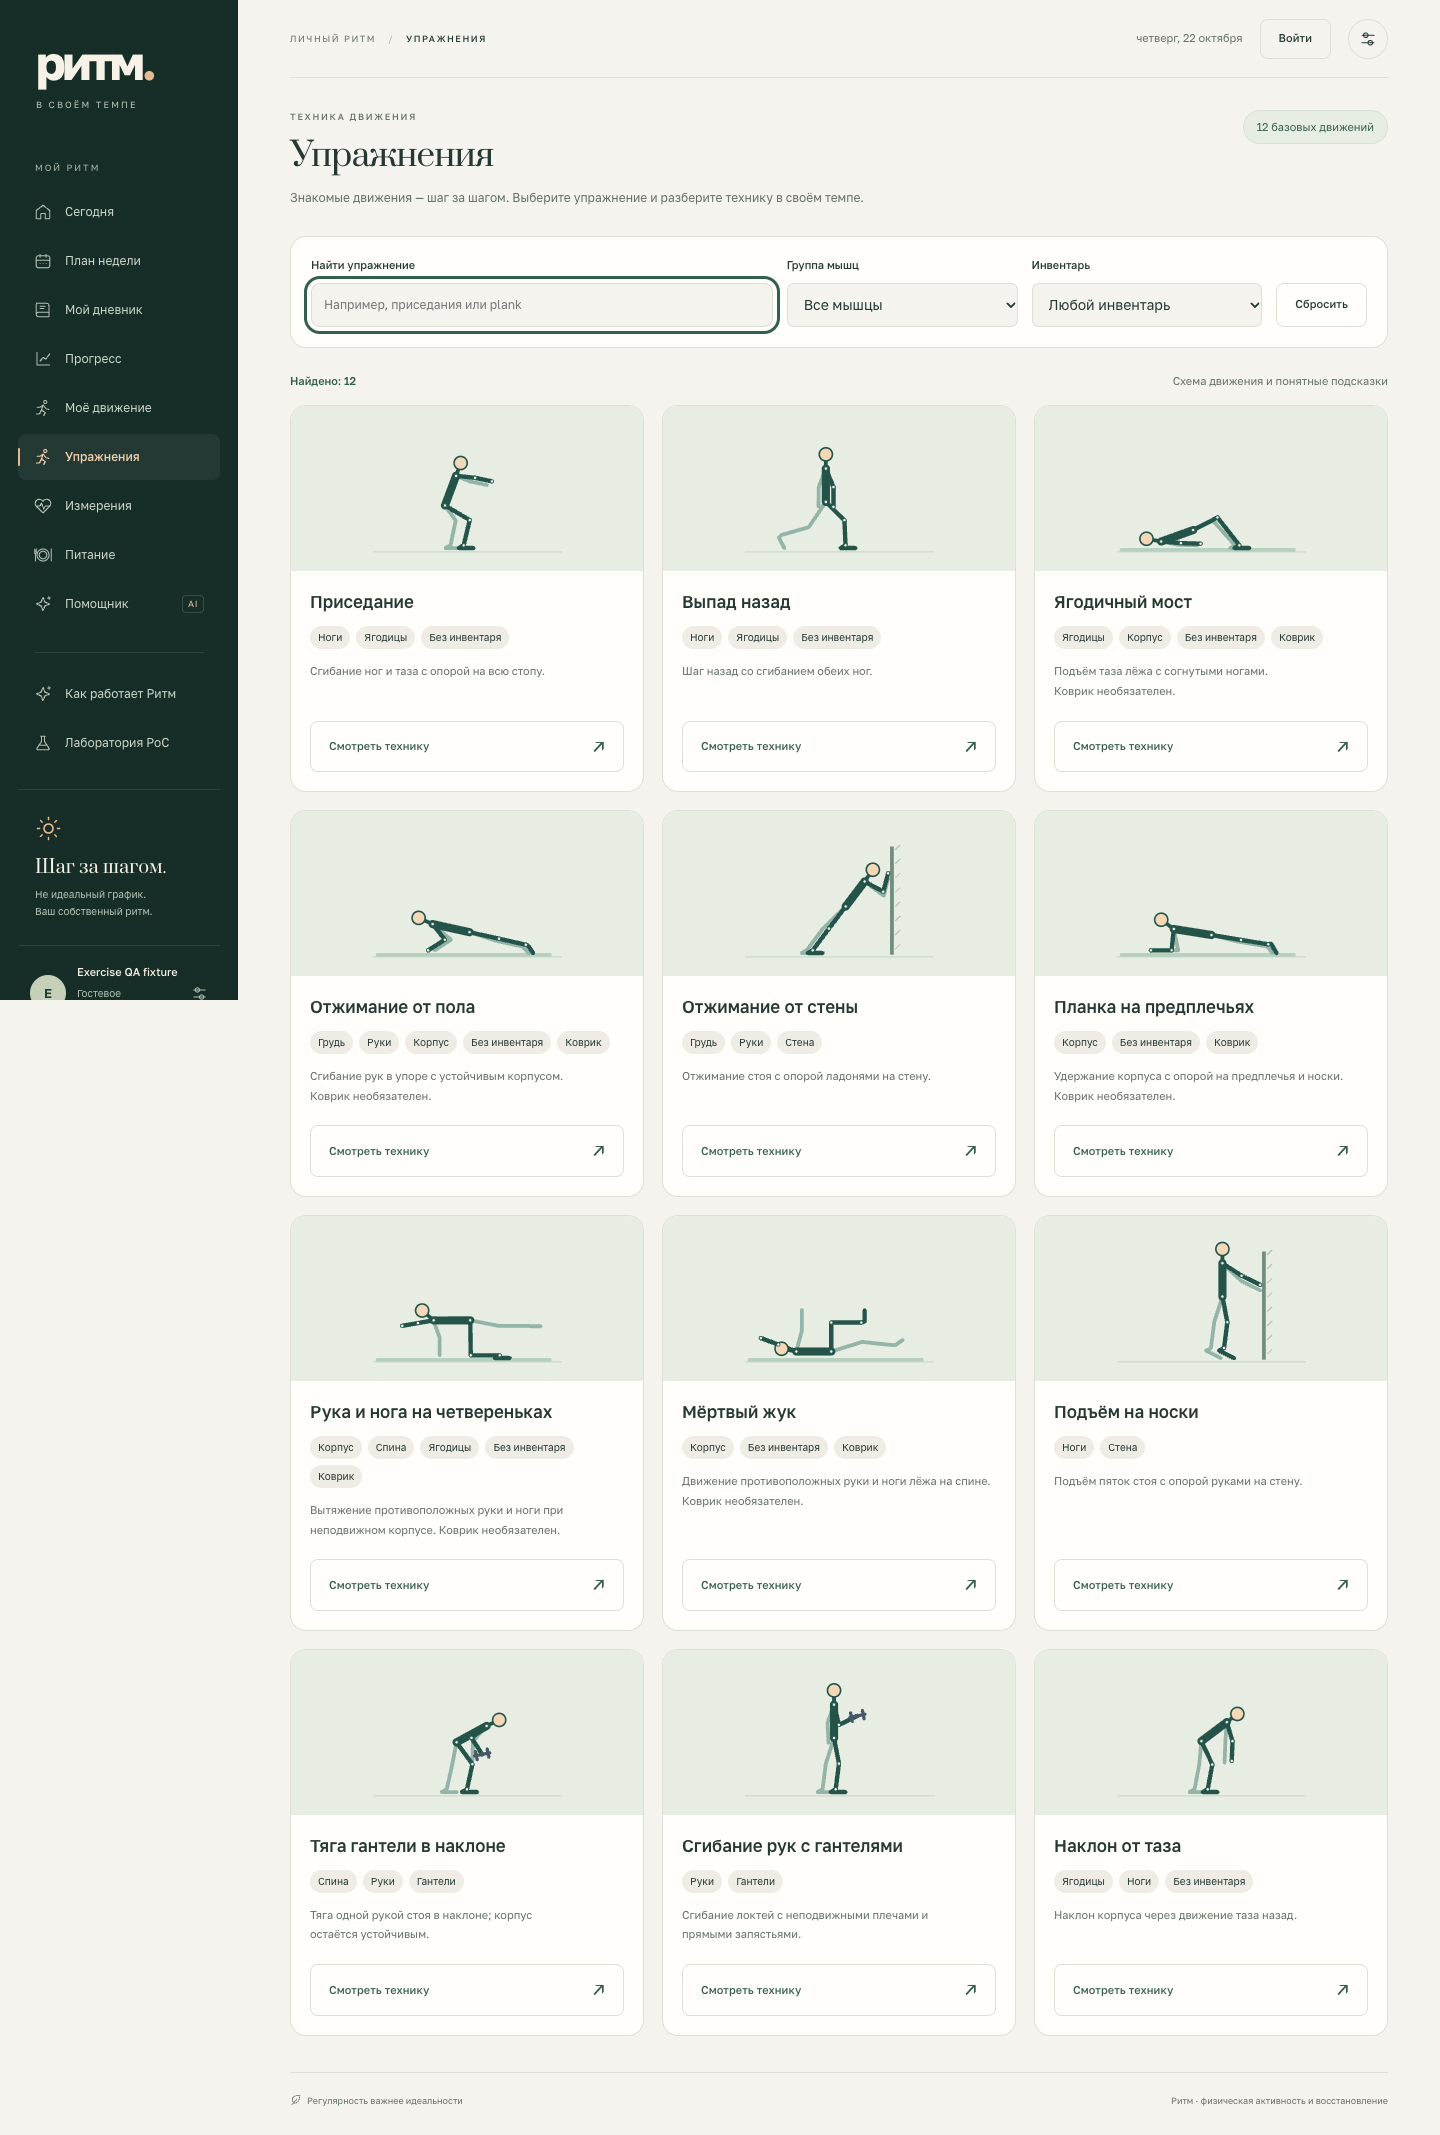 ритм.
В СВОЁМ ТЕМПЕ
МОЙ РИТМ
Сегодня
План недели
Мой дневник
Прогресс
Моё движение
Упражнения
Измерения
Питание
Помощник AI
Как работает Ритм
Лаборатория PoC
Шаг за шагом.
Не идеальный график.
Ваш собственный ритм.
Exercise QA fixture
E Гостевое
ЛИЧНЫЙ РИТМ / УПРАЖНЕНИЯ
четверг, 22 октября Войти
ТЕХНИКА ДВИЖЕНИЯ
12 базовых движений
Упражнения
Знакомые движения — шаг за шагом. Выберите упражнение и разберите технику в своём темпе.
Найти упражнение Группа мышц Инвентарь
Например, приседания или plank Все мышцы Любой инвентарь Сбросить
Найдено: 12 Схема движения и понятные подсказки
Приседание
Ноги Ягодицы Без инвентаря
Сгибание ног и таза с опорой на всю стопу.
Смотреть технику
Выпад назад
Ноги Ягодицы Без инвентаря
Шаг назад со сгибанием обеих ног.
Смотреть технику
Ягодичный мост
Ягодицы Корпус Без инвентаря Коврик
Подъём таза лёжа с согнутыми ногами.
Коврик необязателен.
Смотреть технику
Отжимание от пола
Грудь Руки Корпус Без инвентаря Коврик
Сгибание рук в упоре с устойчивым корпусом.
Коврик необязателен.
Смотреть технику
Отжимание от стены
Грудь Руки Стена
Отжимание стоя с опорой ладонями на стену.
Смотреть технику
Планка на предплечьях
Корпус Без инвентаря Коврик
Удержание корпуса с опорой на предплечья и носки.
Коврик необязателен.
Смотреть технику
Рука и нога на четвереньках
Корпус Спина Ягодицы Без инвентаря
Коврик
Вытяжение противоположных руки и ноги при
неподвижном корпусе. Коврик необязателен.
Смотреть технику
Мёртвый жук
Корпус Без инвентаря Коврик
Движение противоположных руки и ноги лёжа на спине.
Коврик необязателен.
Смотреть технику
Подъём на носки
Ноги Стена
Подъём пяток стоя с опорой руками на стену.
Смотреть технику
Тяга гантели в наклоне
Спина Руки Гантели
Тяга одной рукой стоя в наклоне; корпус
остаётся устойчивым.
Смотреть технику
Сгибание рук с гантелями
Руки Гантели
Сгибание локтей с неподвижными плечами и
прямыми запястьями.
Смотреть технику
Наклон от таза
Ягодицы Ноги Без инвентаря
Наклон корпуса через движение таза назад.
Смотреть технику
Регулярность важнее идеальности
Ритм · физическая активность и восстановление